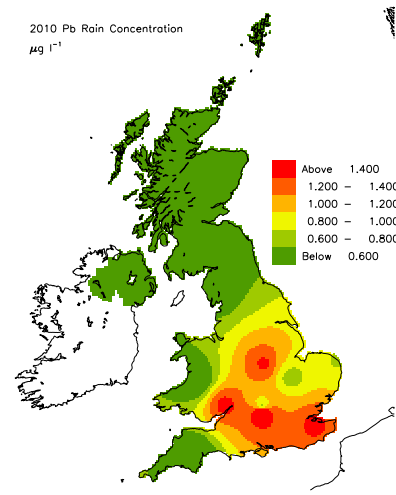 2010 Pb Rain Concentration
μg l⁻¹
Above 1.400
1.200 – 1.400
1.000 – 1.200
0.800 – 1.000
0.600 – 0.800
Below 0.600